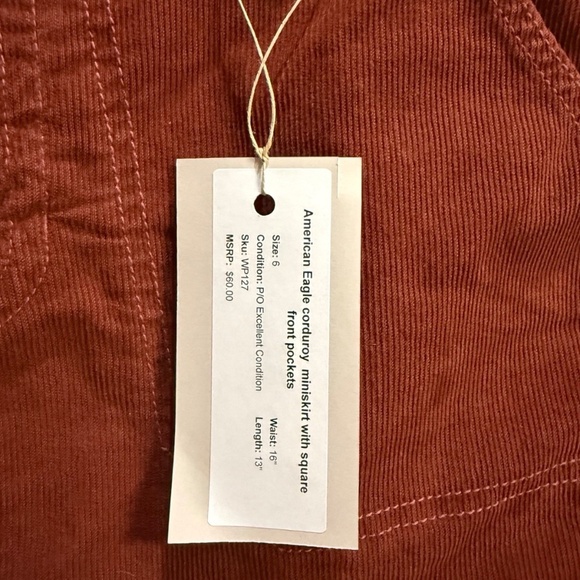 American Eagle corduroy miniskirt with square
front pockets
Size: 6
Waist: 16"
Condition: P/O Excellent Condition
Length: 13"
Sku: WP127
MSRP: $60.00